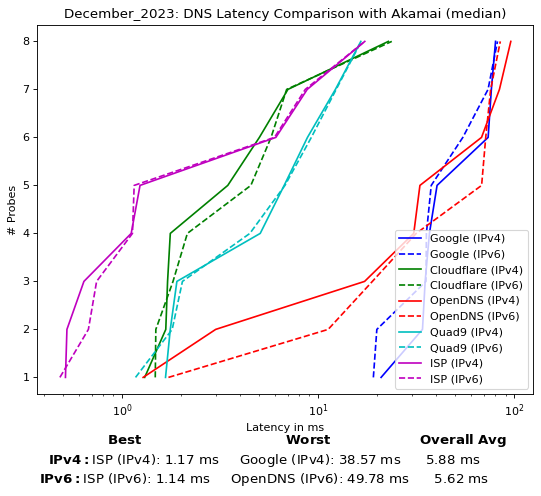 December_2023: DNS Latency Comparison with Akamai (median)
8
7
6
5
4
3
2
1
# Probes
Google (IPv4)
Google (IPv6)
Cloudflare (IPv4)
Cloudflare (IPv6)
OpenDNS (IPv4)
OpenDNS (IPv6)
Quad9 (IPv4)
Quad9 (IPv6)
ISP (IPv4)
ISP (IPv6)
10⁰ 10¹ 10²
Latency in ms
Best Worst Overall Avg
IPv4: ISP (IPv4): 1.17 ms Google (IPv4): 38.57 ms 5.88 ms
IPv6: ISP (IPv6): 1.14 ms OpenDNS (IPv6): 49.78 ms 5.62 ms